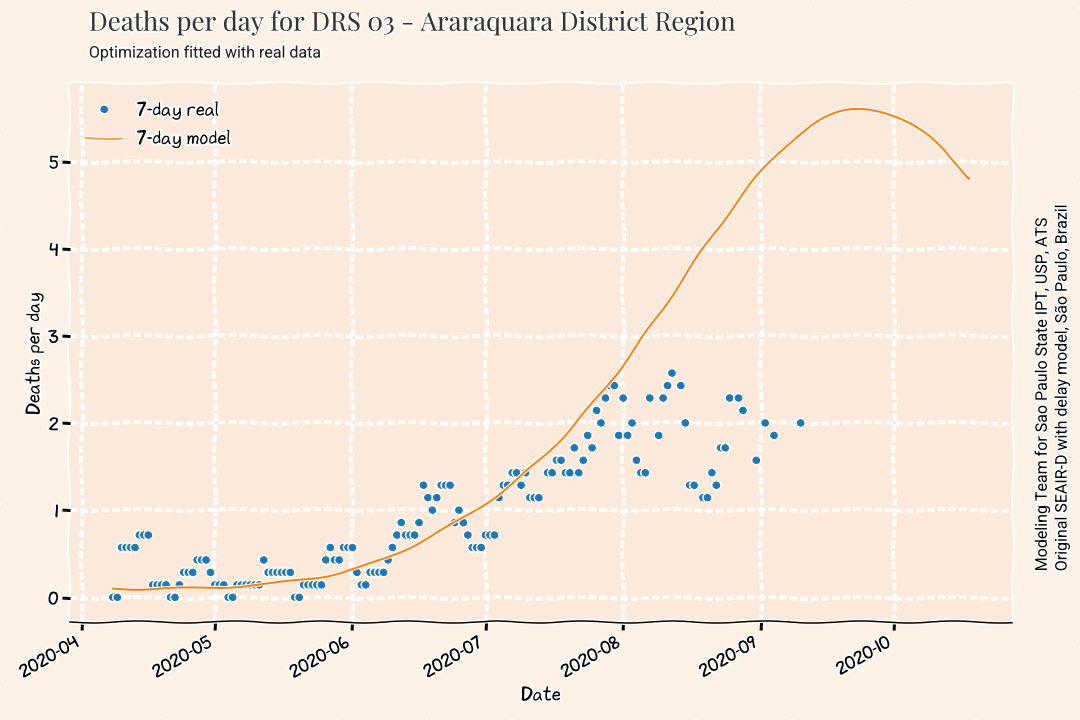 Deaths per day for DRS 03 - Araraquara District Region
Optimization fitted with real data
7-day real
7-day model
5
4
3
2
1
0
Deaths per day
2020-04
2020-05
2020-06
2020-07
2020-08
2020-09
2020-10
Date
Modeling Team for São Paulo State IPT, USP, ATS
Original SEAIR-D with delay model, São Paulo, Brazil